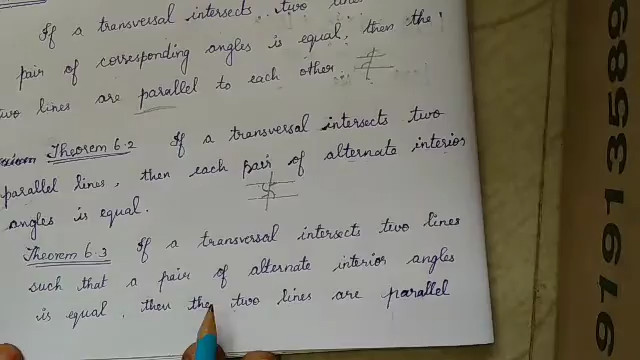 If a transversal intersects two lines
pair of corresponding angles is equal, then the
two lines are parallel to each other
Theorem 6.2 If a transversal intersects two
parallel lines, then each pair of alternate interior
angles is equal.
Theorem 6.3 If a transversal intersects two lines
such that a pair of alternate interior angles
is equal, then the two lines are parallel
91913589